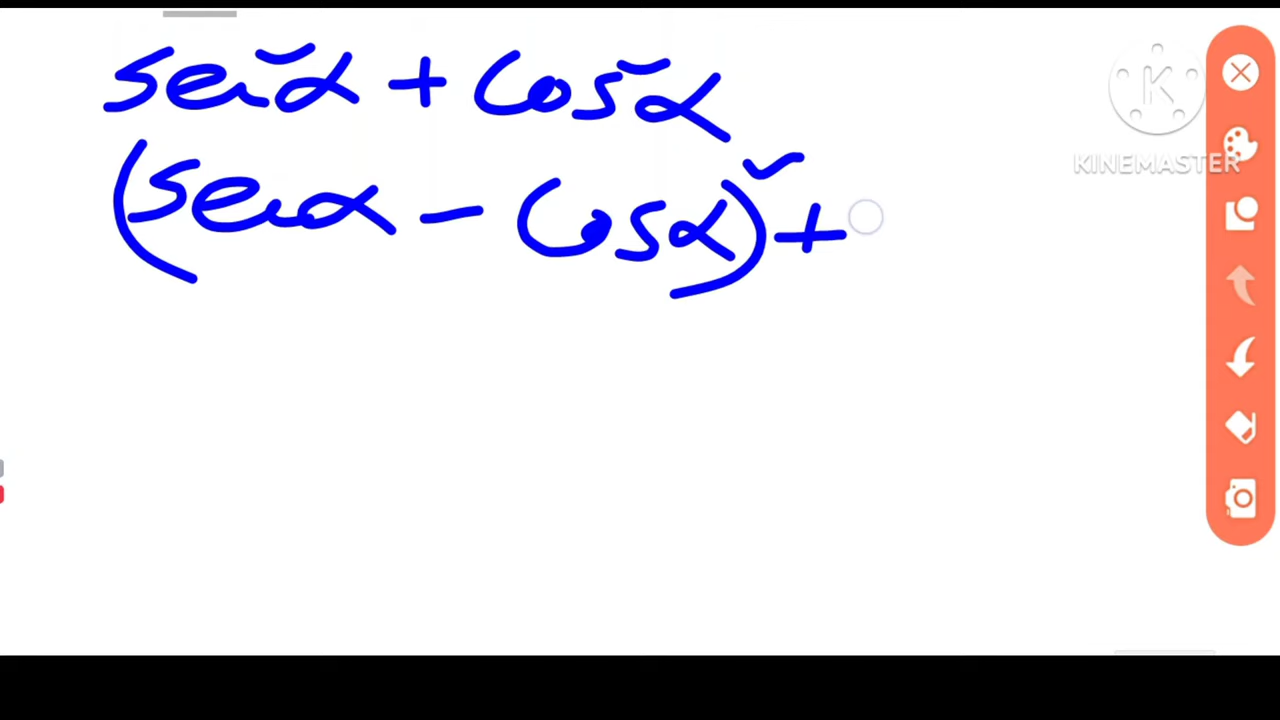 sen²α + cos²α
(senα - cosα)² +
KINEMASTER